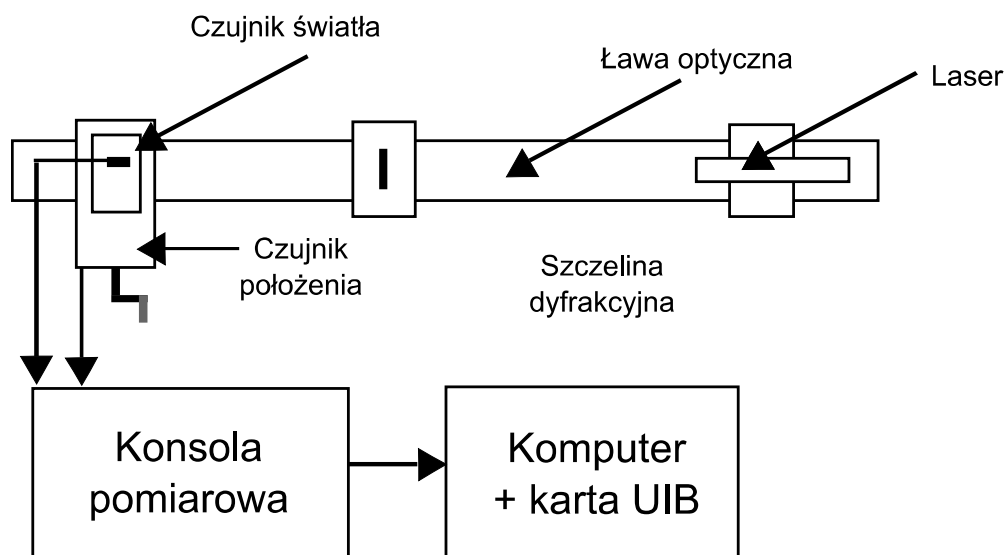 Czujnik światła
Ława optyczna
Laser
Czujnik
położenia
Szczelina
dyfrakcyjna
Konsola
pomiarowa
Komputer
+ karta UIB